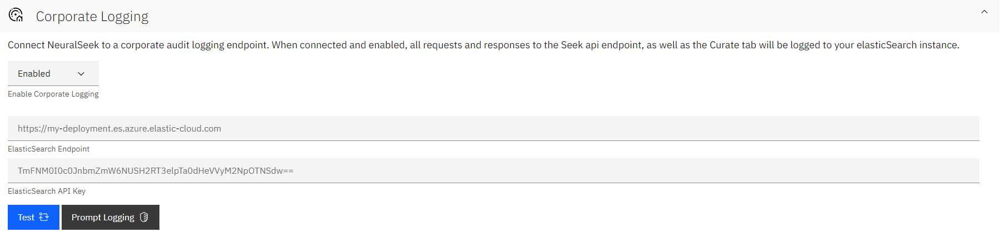 Corporate Logging
Connect NeuralSeek to a corporate audit logging endpoint. When connected and enabled, all requests and responses to the Seek api endpoint, as well as the Curate tab will be logged to your elasticSearch instance.
Enabled
Enable Corporate Logging
https://my-deployment.es.azure.elastic-cloud.com
ElasticSearch Endpoint
TmFNM0I0c0JnbmZmW6NUSH2RT3elpTa0dHeVVyM2NpOTNSdw==
ElasticSearch API Key
Test
Prompt Logging